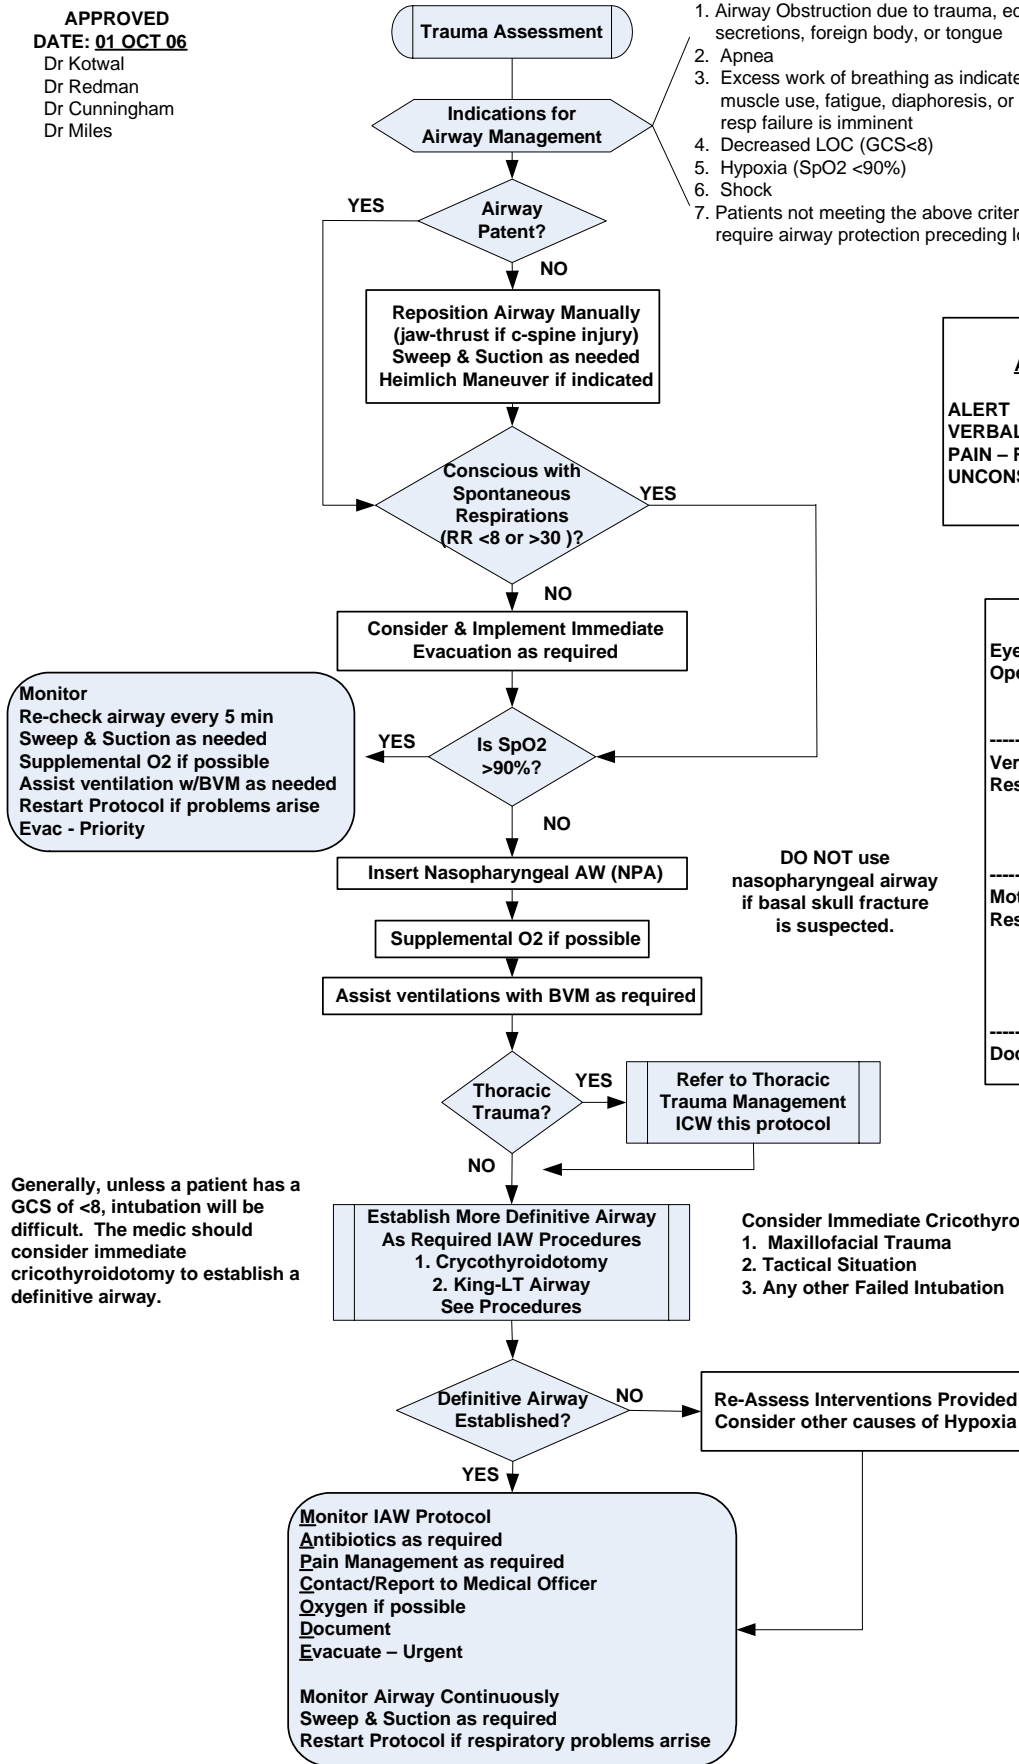 APPROVED
DATE: 01 OCT 06
Dr Kotwal
Dr Redman
Dr Cunningham
Dr Miles
Trauma Assessment
Indications for
Airway Management
1. Airway Obstruction due to trauma,
secretions, foreign body, or tongue
2. Apnea
3. Excess work of breathing as
muscle use, fatigue, diaphoresis, or
resp failure is imminent
4. Decreased LOC (GCS<8)
5. Hypoxia (SpO2 <90%)
6. Shock
7. Patients not meeting the above
require airway protection preceding
YES
Airway
Patent?
NO
Reposition Airway Manually
(jaw-thrust if c-spine injury)
Sweep & Suction as needed
Heimlich Maneuver if indicated
ALERT
PAIN –
Conscious with
Spontaneous
Respirations
(RR <8 or >30 )?
YES
NO
Consider & Implement Immediate
Evacuation as required
Monitor
Re-check airway every 5 min
Sweep & Suction as needed
Supplemental O2 if possible
Assist ventilation w/BVM as needed
Restart Protocol if problems arise
Evac - Priority
YES
Is SpO2
>90%?
NO
Insert Nasopharyngeal AW (NPA)
Supplemental O2 if possible
Assist ventilations with BVM as required
DO NOT use
nasopharyngeal airway
if basal skull fracture
is suspected.
Thoracic
Trauma?
YES
Refer to Thoracic
Trauma Management
ICW this protocol
NO
Generally, unless a patient has a
GCS of <8, intubation will be
difficult. The medic should
consider immediate
cricothyroidotomy to establish a
definitive airway.
Establish More Definitive Airway
As Required IAW Procedures
1. Crycothyroidotomy
2. King-LT Airway
See Procedures
Consider Immediate
1. Maxillofacial Trauma
2. Tactical Situation
3. Any other Failed Intubation
Definitive Airway
Established?
NO
Re-Assess Interventions Provided
Consider other causes of Hypoxia
YES
Monitor IAW Protocol
Antibiotics as required
Pain Management as required
Contact/Report to Medical Officer
Oxygen if possible
Document
Evacuate – Urgent
Monitor Airway Continuously
Sweep & Suction as required
Restart Protocol if respiratory problems arrise